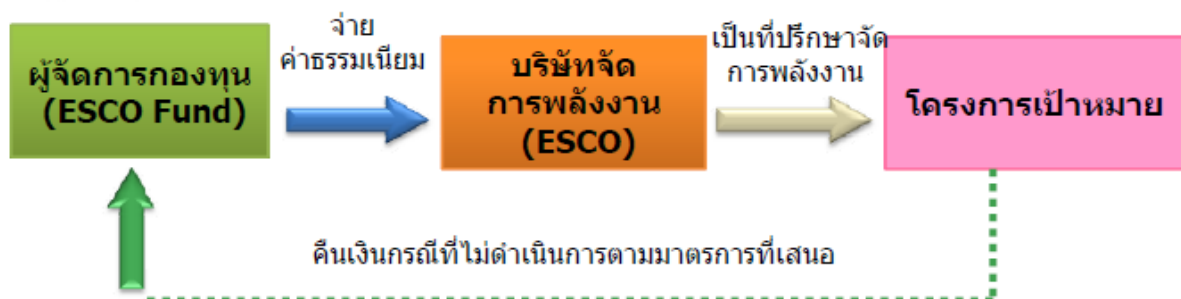 จ่าย
ค่าธรรมเนียม
เป็นที่ปรึกษาจัด
การพลังงาน
ผู้จัดการกองทุน
(ESCO Fund)
บริษัทจัด
การพลังงาน
(ESCO)
โครงการเป้าหมาย
คืนเงินกรณีที่ไม่ดำเนินการตามมาตรการที่เสนอ